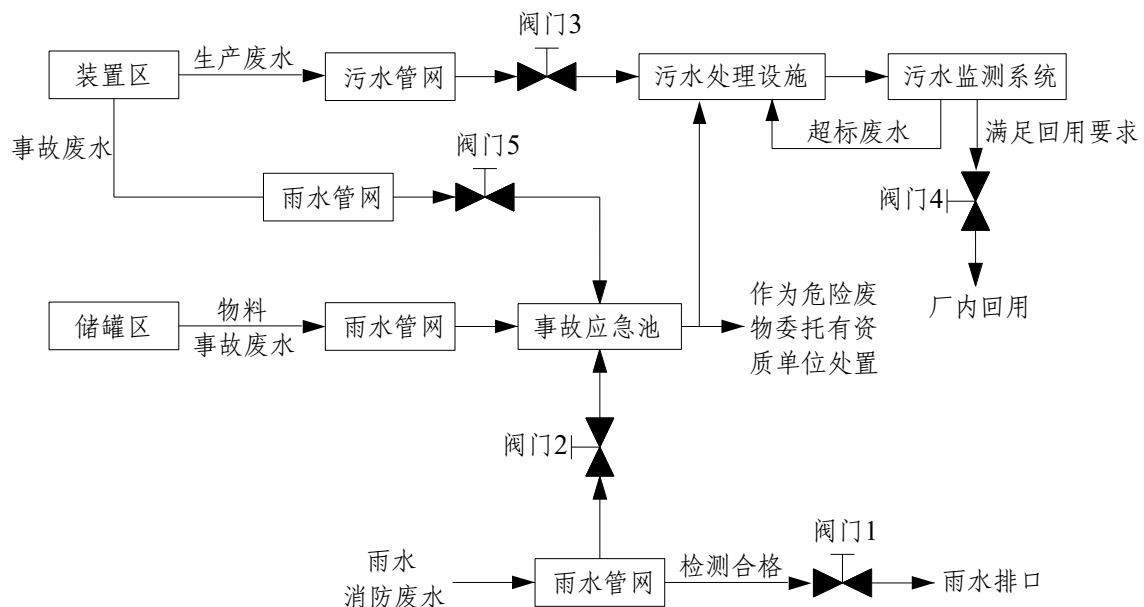 阀门3
装置区
生产废水
污水管网
污水处理设施
污水监测系统
事故废水
阀门5
超标废水
满足回用要求
雨水管网
阀门4
储罐区
物料
事故废水
雨水管网
事故应急池
作为危险废
物委托有资
质单位处置
厂内回用
阀门2
阀门1
雨水
消防废水
雨水管网
检测合格
雨水排口